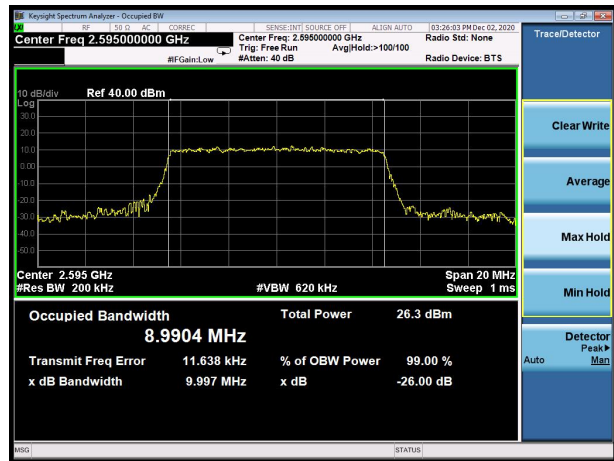 Keysight Spectrum Analyzer - Occupied BW
LXI RF 50 Ω AC CORREC SENSE:INT SOURCE OFF ALIGN AUTO 03:26:03 PM Dec 02, 2020
Center Freq 2.595000000 GHz Center Freq: 2.595000000 GHz Radio Std: None Trace/Detector
Trig: Free Run Avg|Hold:>100/100
#IFGain:Low #Atten: 40 dB Radio Device: BTS
10 dB/div Ref 40.00 dBm
Log
30.0
20.0
10.0
0.00
-10.0
-20.0
-30.0
-40.0
-50.0
Center 2.595 GHz Span 20 MHz
#Res BW 200 kHz #VBW 620 kHz Sweep 1 ms
Occupied Bandwidth Total Power 26.3 dBm
8.9904 MHz
Transmit Freq Error 11.638 kHz % of OBW Power 99.00 %
x dB Bandwidth 9.997 MHz x dB -26.00 dB
Clear Write
Average
Max Hold
Min Hold
Detector
Peak▶
Auto Man
MSG STATUS